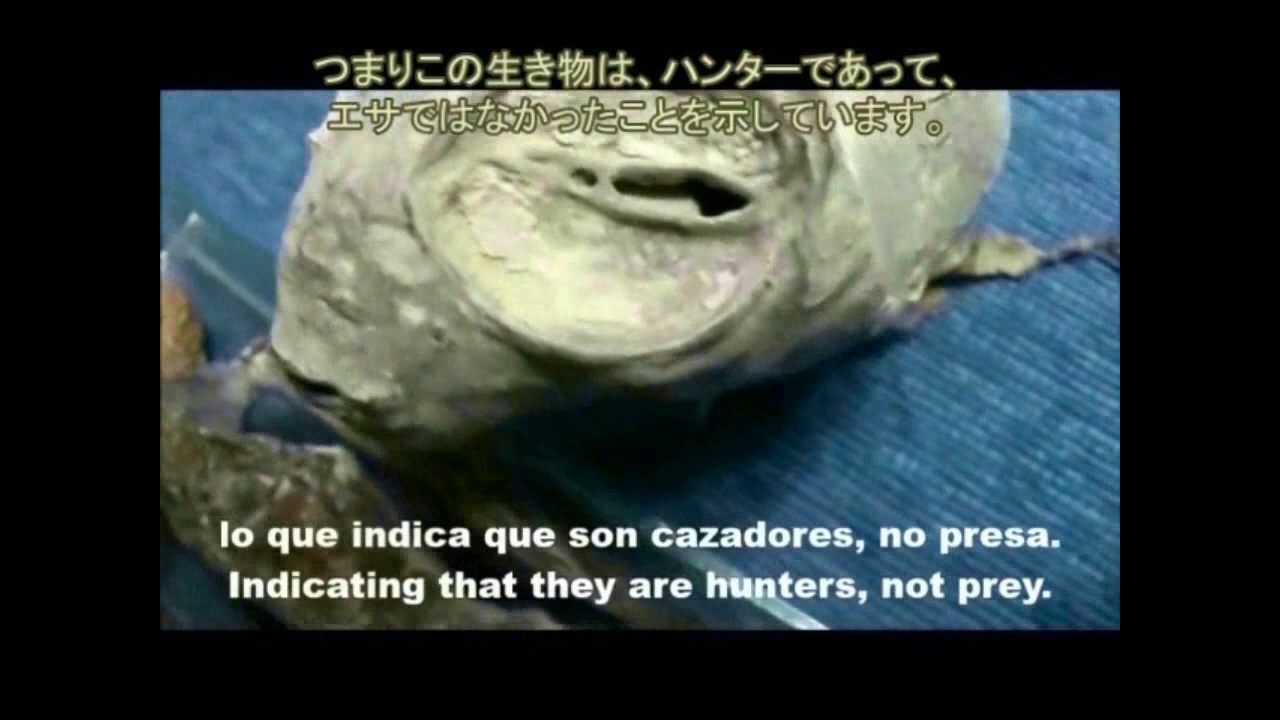 つまりこの生き物は、ハンターであって、
エサではなかったことを示しています。
lo que indica que son cazadores, no presa.
Indicating that they are hunters, not prey.